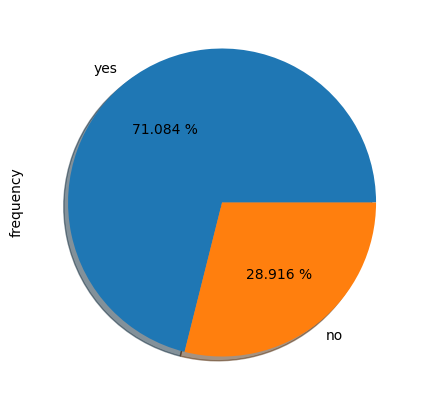 yes
71.084 %
frequency
28.916 %
no